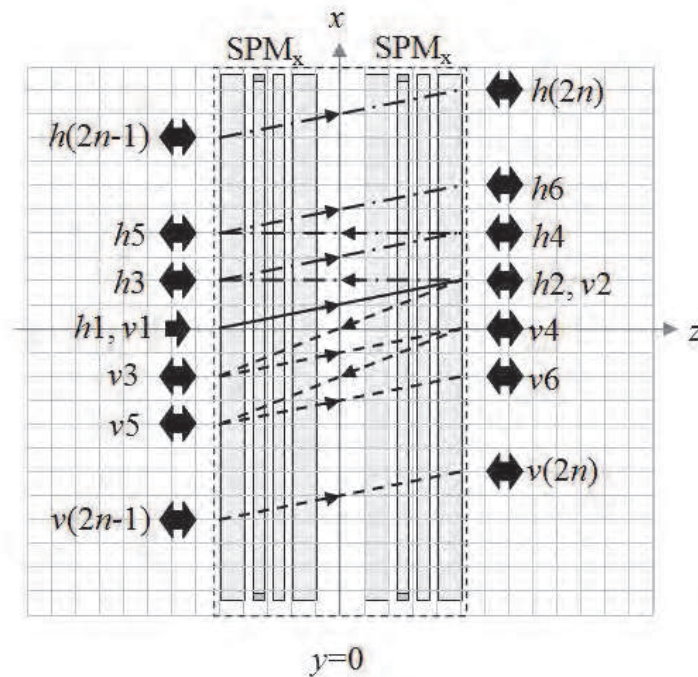 x
SPMx SPMx
h(2n)
h(2n-1)
h6
h5 h4
h3 h2, v2
h1, v1 v4 z
v3 v6
v5
v(2n)
v(2n-1)
y=0